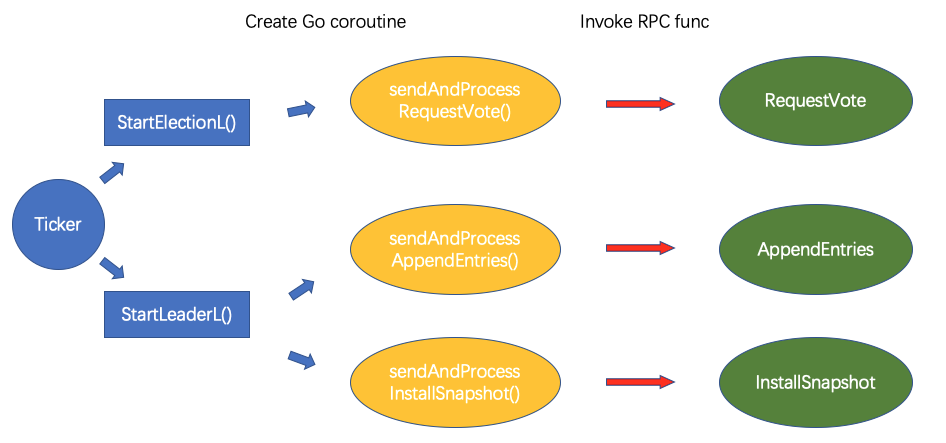 Create Go coroutine
Invoke RPC func
sendAndProcess
RequestVote()
RequestVote
StartElectionL()
Ticker
sendAndProcess
AppendEntries()
AppendEntries
StartLeaderL()
sendAndProcess
InstallSnapshot()
InstallSnapshot